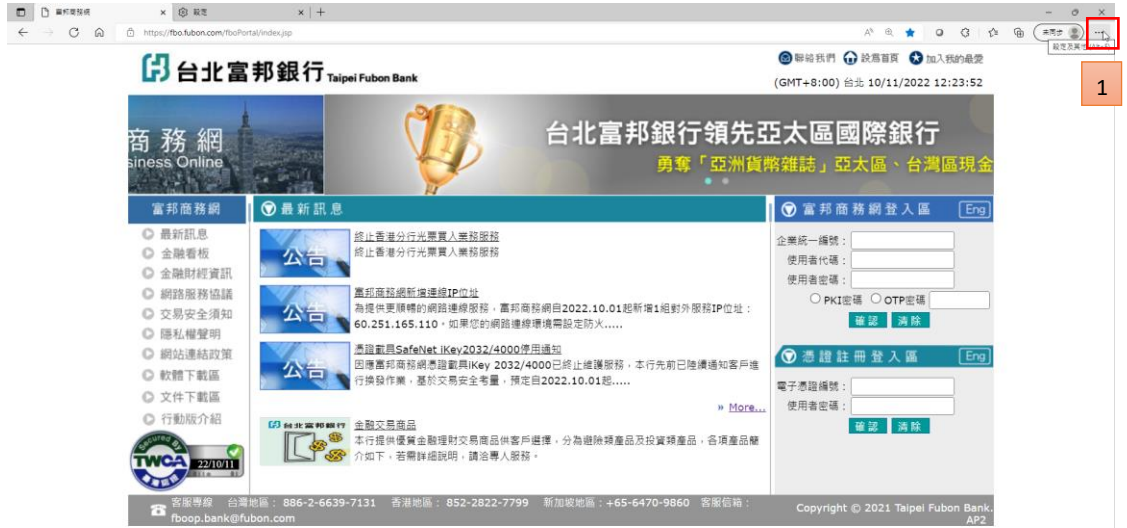 富邦商務網
設定
https://fbo.fubon.com/fboPortal/index.jsp
未同步
台北富邦銀行 Taipei Fubon Bank
聯絡我們 設為首頁 加入我的最愛
(GMT+8:00) 台北 10/11/2022 12:23:52
1
商務網
siness Online
台北富邦銀行領先亞太區國際銀行
勇奪「亞洲貨幣雜誌」亞太區、台灣區現金
富邦商務網
最新訊息
金融看板
金融財經資訊
網路服務協議
交易安全須知
隱私權聲明
網站連結政策
軟體下載區
文件下載區
行動版介紹
Secured By
TWCA
22/10/11
最新訊息
公告
終止香港分行光票買入業務服務
終止香港分行光票買入業務服務
公告
富邦商務網新增連線IP位址
為提供更順暢的網路連線服務,富邦商務網自2022.10.01起新增1組對外服務IP位址:
60.251.165.110。如果您的網路連線環境需設定防火.....
公告
憑證載具SafeNet iKey2032/4000停用通知
因應富邦商務網憑證載具iKey 2032/4000已終止維護服務,本行先前已陸續通知客戶進
行換發作業,基於交易安全考量,預定自2022.10.01起.....
» More...
台北富邦銀行
金融交易商品
本行提供優質金融理財交易商品供客戶選擇,分為避險類產品及投資類產品,各項產品簡
介如下,若需詳細說明,請洽專人服務。
富邦商務網登入區 Eng
企業統一編號:
使用者代碼:
使用者密碼:
PKI密碼 OTP密碼
確認 清除
憑證註冊登入區 Eng
電子憑證編號:
使用者密碼:
確認 清除
客服專線 台灣地區: 886-2-6639-7131 香港地區: 852-2822-7799 新加坡地區:+65-6470-9860 客服信箱:
fboop.bank@fubon.com
Copyright © 2021 Taipei Fubon Bank.
AP2